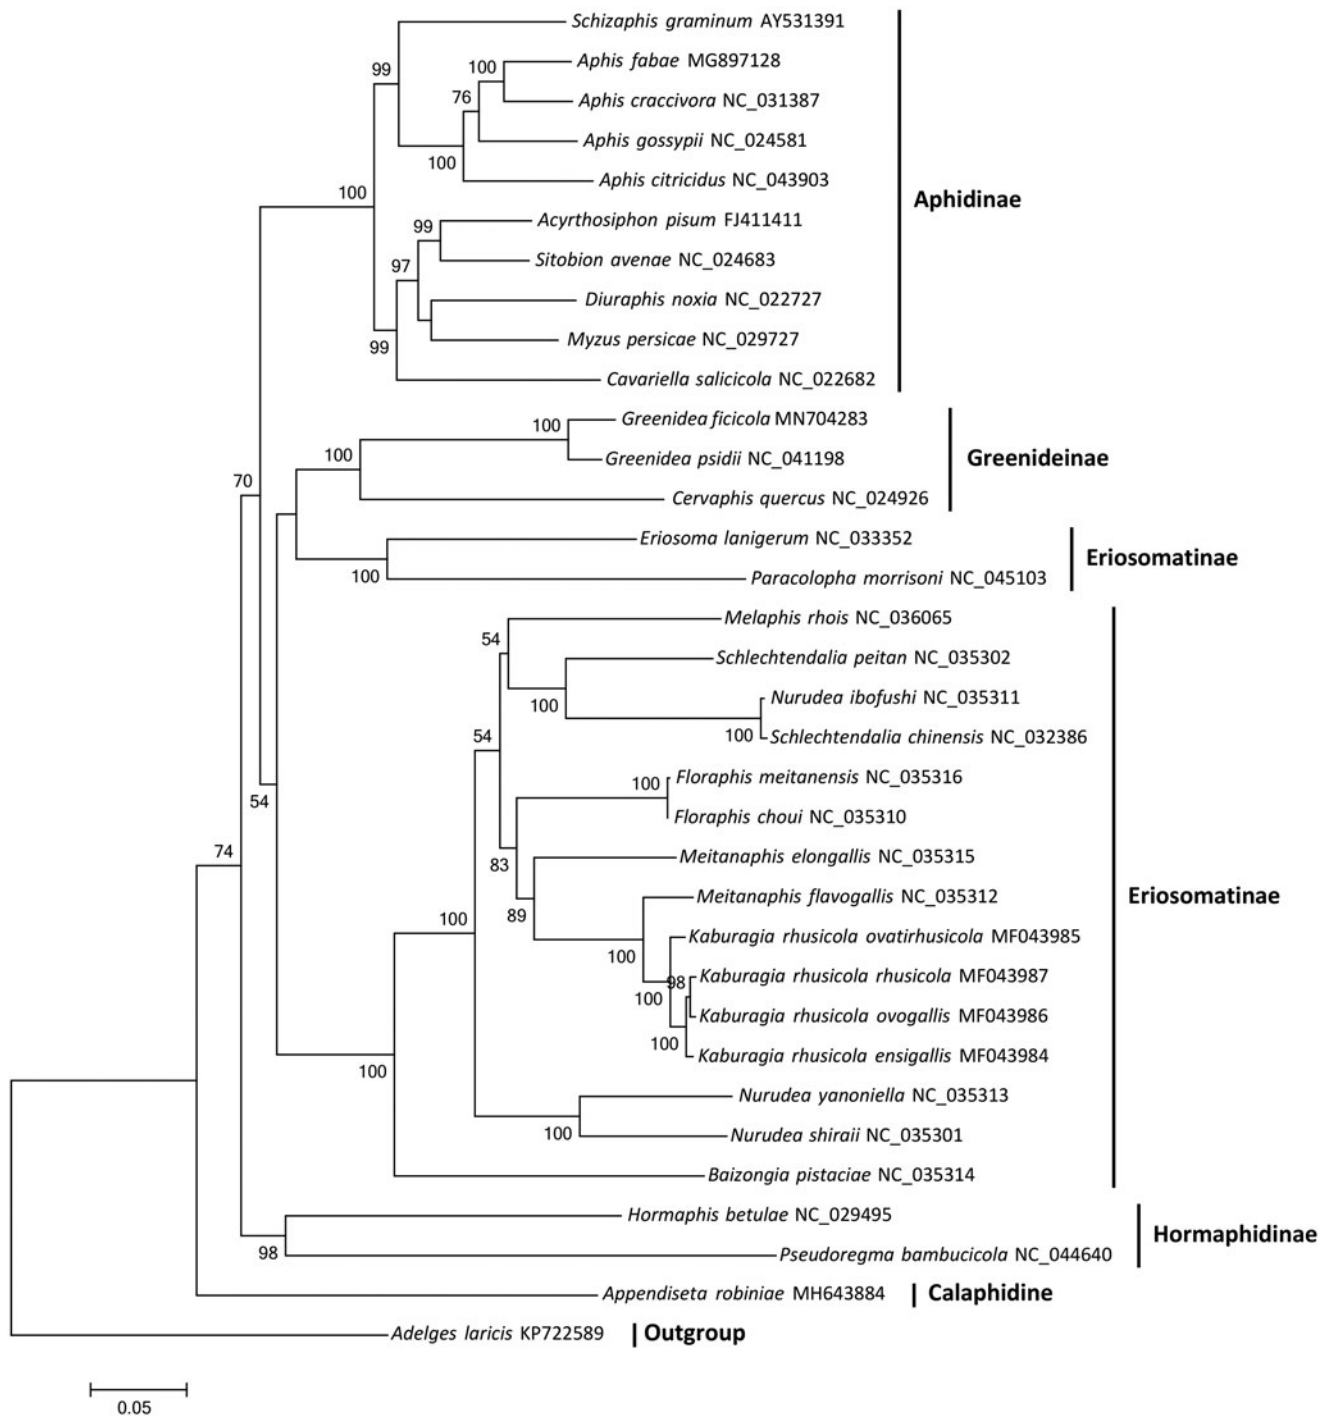 Schizaphis graminum AY531391
99
100
Aphis fabae MG897128
76
Aphis craccivora NC_031387
Aphis gossypii NC_024581
100
Aphis citricidus NC_043903
Aphidinae
100
Acyrthosiphon pisum FJ411411
99
Sitobion avenae NC_024683
97
Diuraphis noxia NC_022727
Myzus persicae NC_029727
99
Cavariella salicicola NC_022682
Greenidea ficicola MN704283
100
100
Greenidea psidii NC_041198
Greenideinae
70
Cervaphis quercus NC_024926
Eriosoma lanigerum NC_033352
Eriosomatinae
100
Paracolopha morrisoni NC_045103
Melaphis rhois NC_036065
54
Schlechtendalia peitan NC_035302
Nurudea ibofushi NC_035311
100
54
100
Schlechtendalia chinensis NC_032386
Floraphis meitanensis NC_035316
100
54
Floraphis choui NC_035310
74
Meitanaphis elongallis NC_035315
83
Meitanaphis flavogallis NC_035312
Eriosomatinae
89
100
Kaburagia rhusicola ovatirhusicola MF043985
100
Kaburagia rhusicola rhusicola MF043987
98
100
Kaburagia rhusicola ovogallis MF043986
100
Kaburagia rhusicola ensigallis MF043984
100
Nurudea yanoniella NC_035313
100
Nurudea shiraii NC_035301
Baizongia pistaciae NC_035314
Hormaphis betulae NC_029495
Hormaphidinae
98
Pseudoregma bambucicola NC_044640
Appendiseta robiniae MH643884
Calaphidine
Adelges laricis KP722589
Outgroup
0.05